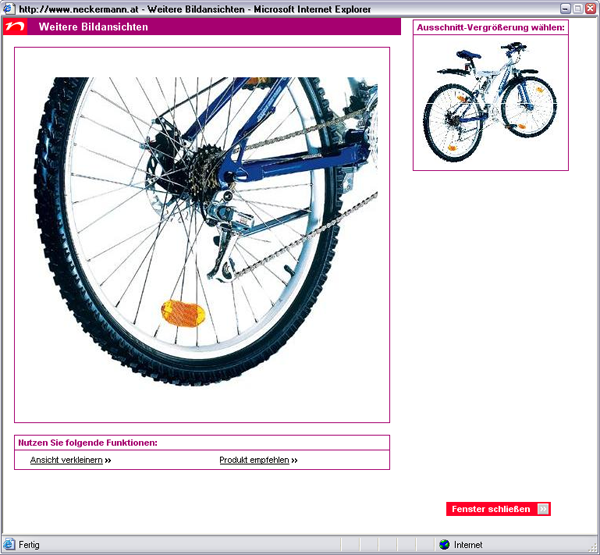 http://www.neckermann.at - Weitere Bildansichten - Microsoft Internet Explorer
Weitere Bildansichten
Ausschnitt-Vergrößerung wählen:
Nutzen Sie folgende Funktionen:
Ansicht verkleinern »
Produkt empfehlen »
Fenster schließen »
Fertig
Internet